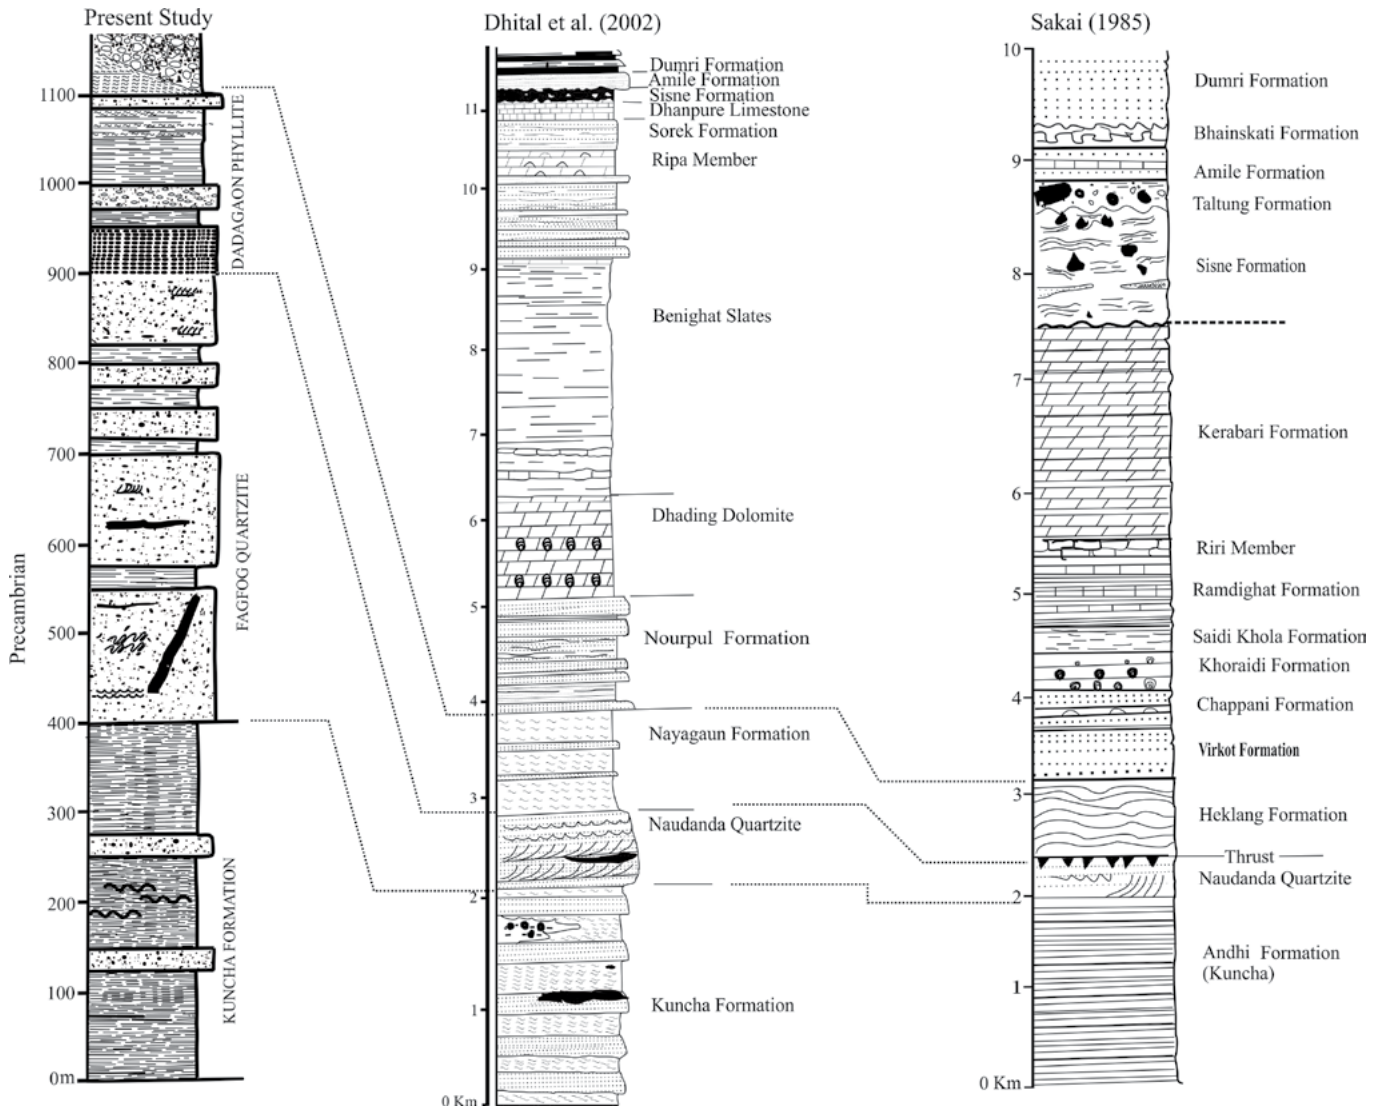 Present Study
1100
1000
900
800
700
600
500
400
300
200
100
0m
Precambrian
DADAGAON PHYLLITE
FAGFOG QUARTZITE
KUNCHA FORMATION
Dhital et al. (2002)
11
10
9
8
7
6
5
4
3
2
1
0 Km
Dumri Formation
Amile Formation
Sisne Formation
Dhanpure Limestone
Sorek Formation
Ripa Member
Benighat Slates
Dhading Dolomite
Nourpul Formation
Nayagaun Formation
Naudanda Quartzite
Kuncha Formation
Sakai (1985)
10
9
8
7
6
5
4
3
2
1
0 Km
Dumri Formation
Bhainskati Formation
Amile Formation
Taltung Formation
Sisne Formation
Kerabari Formation
Riri Member
Ramdighat Formation
Saidi Khola Formation
Khoraidi Formation
Chappani Formation
Virkot Formation
Heklang Formation
Thrust
Naudanda Quartzite
Andhi Formation
(Kuncha)